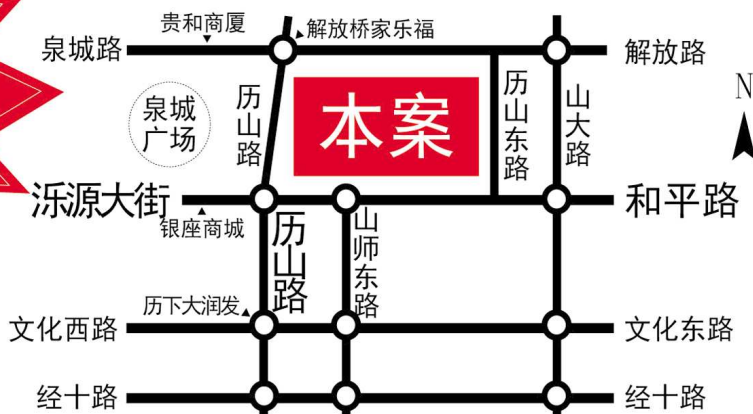 贵和商厦
解放桥家乐福
泉城路
解放路
N
泉城
广场
历山路
本案
历山东路
山大路
泺源大街
和平路
银座商城
历山路
山师东路
历下大润发
文化西路
文化东路
经十路
经十路